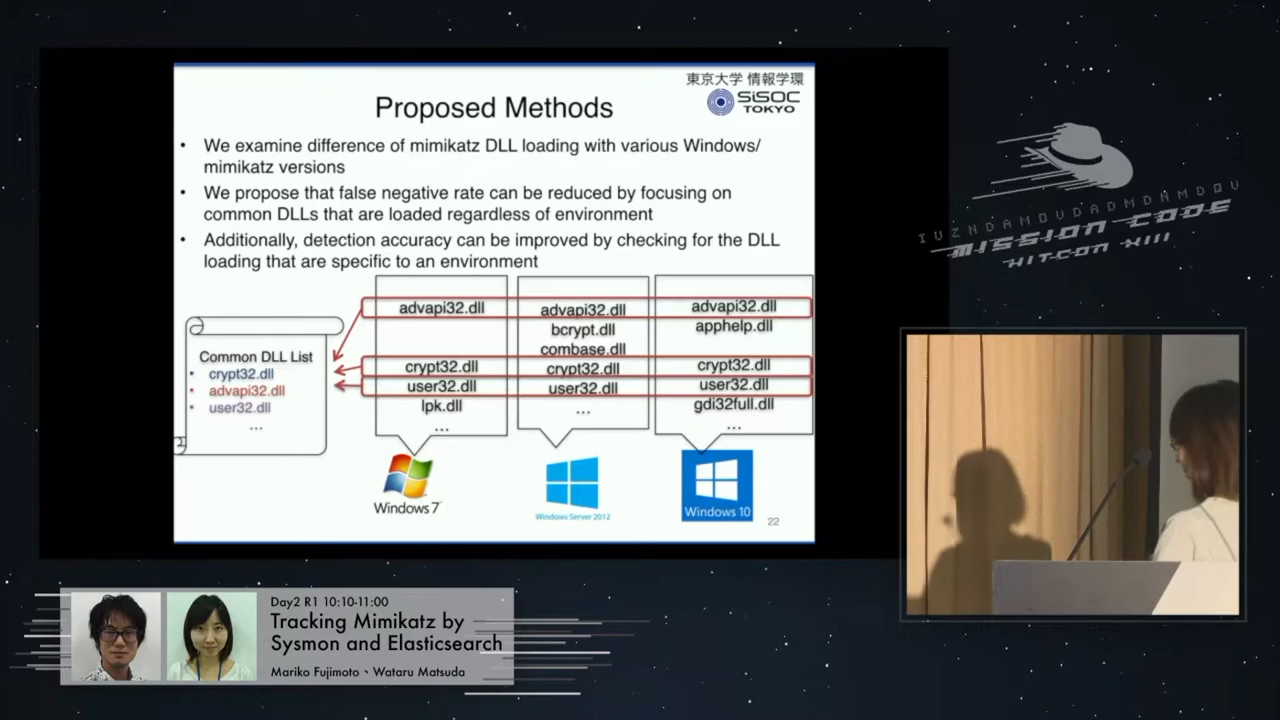 東京大学 情報学環
SiSOC
TOKYO
Proposed Methods
• We examine difference of mimikatz DLL loading with various Windows/
mimikatz versions
• We propose that false negative rate can be reduced by focusing on
common DLLs that are loaded regardless of environment
• Additionally, detection accuracy can be improved by checking for the DLL
loading that are specific to an environment
Common DLL List
• crypt32.dll
• advapi32.dll
• user32.dll
...
advapi32.dll
crypt32.dll
user32.dll
lpk.dll
...
Windows 7
advapi32.dll
bcrypt.dll
combase.dll
crypt32.dll
user32.dll
...
Windows Server 2012
advapi32.dll
apphelp.dll
crypt32.dll
user32.dll
gdi32full.dll
...
Windows 10
22
MISSION CODE
HITCON XIII
Day2 R1 10:10-11:00
Tracking Mimikatz by
Sysmon and Elasticsearch
Mariko Fujimoto、Wataru Matsuda